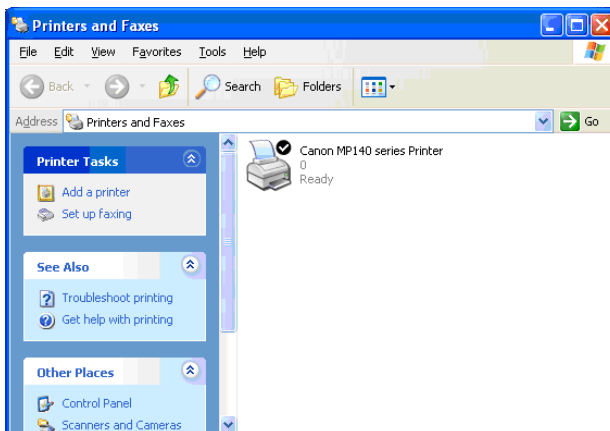 Printers and Faxes
File Edit View Favorites Tools Help
Back Search Folders
Address Printers and Faxes Go
Printer Tasks
Add a printer
Set up faxing
See Also
Troubleshoot printing
Get help with printing
Other Places
Control Panel
Scanners and Cameras
Canon MP140 series Printer
0
Ready